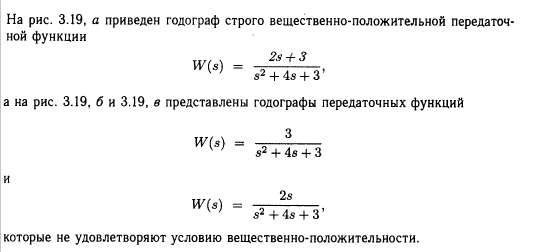 На рис. 3.19, а приведен годограф строго вещественно-положительной передаточ-
ной функции
W(s) = \frac{2s + 3}{s^2 + 4s + 3},
а на рис. 3.19, б и 3.19, в представлены годографы передаточных функций
W(s) = \frac{3}{s^2 + 4s + 3}
и
W(s) = \frac{2s}{s^2 + 4s + 3},
которые не удовлетворяют условию вещественно-положительности.